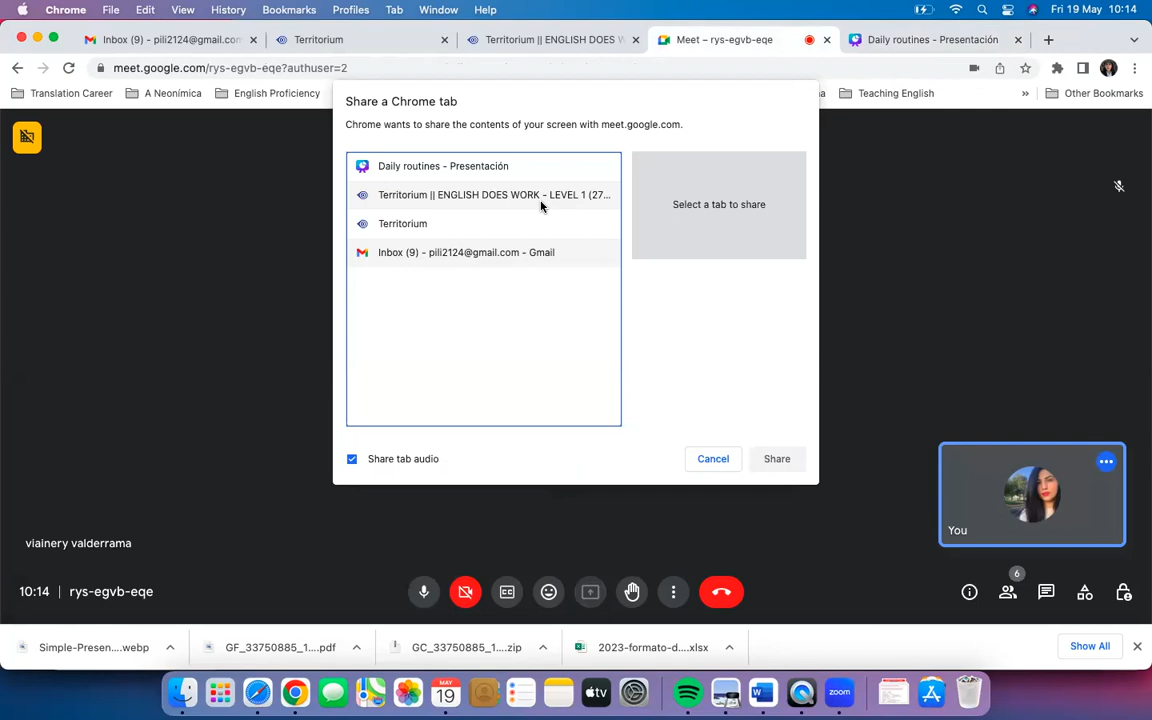 Chrome File Edit View History Bookmarks Profiles Tab Window Help Fri 19 May 10:14
Inbox (9) - pili2124@gmail.con
Territorium
Territorium || ENGLISH DOES W
Meet – rys-egvb-eqe
Daily routines - Presentación
meet.google.com/rys-egvb-eqe?authuser=2
Translation Career A Neonímica English Proficiency Teaching English » Other Bookmarks
Share a Chrome tab
Chrome wants to share the contents of your screen with meet.google.com.
Daily routines - Presentación
Territorium || ENGLISH DOES WORK - LEVEL 1 (27...
Territorium
Inbox (9) - pili2124@gmail.com - Gmail
Select a tab to share
Share tab audio
Cancel Share
You
viainery valderrama
10:14 | rys-egvb-eqe
6
Simple-Presen....webp GF_33750885_1....pdf GC_33750885_1....zip 2023-formato-d....xlsx Show All
MAY
19
zoom